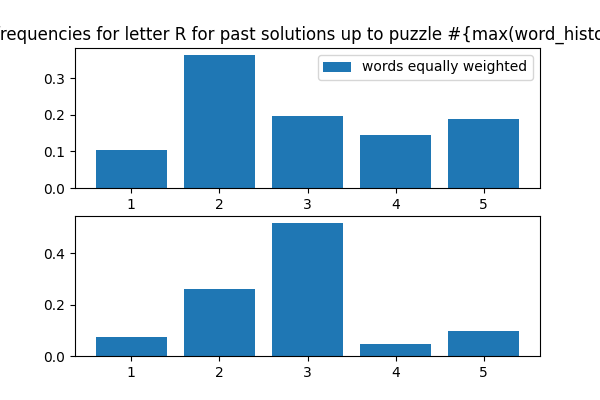 requencies for letter R for past solutions up to puzzle #{max(word_histo
words equally weighted
0.3
0.2
0.1
0.0
1 2 3 4 5
0.4
0.2
0.0
1 2 3 4 5